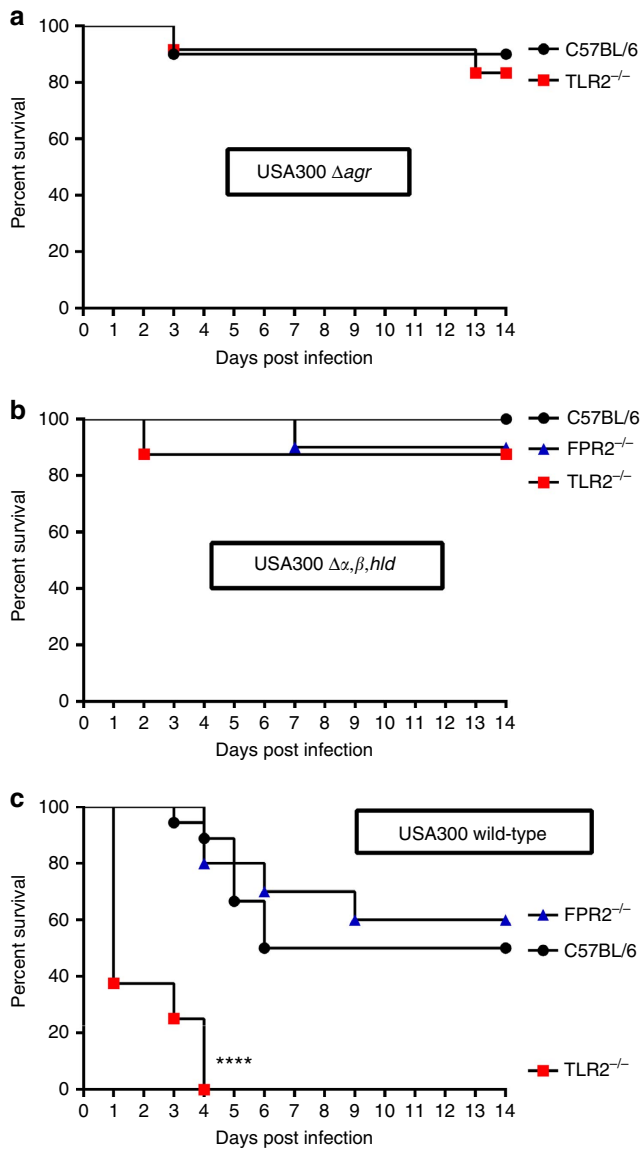 a
Percent survival
100
80
60
40
20
0
0 1 2 3 4 5 6 7 8 9 10 11 12 13 14
Days post infection
USA300 Δagr
C57BL/6
TLR2⁻/⁻
b
Percent survival
100
80
60
40
20
0
0 1 2 3 4 5 6 7 8 9 10 11 12 13 14
Days post infection
USA300 Δα,β,hld
C57BL/6
FPR2⁻/⁻
TLR2⁻/⁻
c
Percent survival
100
80
60
40
20
0
0 1 2 3 4 5 6 7 8 9 10 11 12 13 14
Days post infection
USA300 wild-type
****
FPR2⁻/⁻
C57BL/6
TLR2⁻/⁻